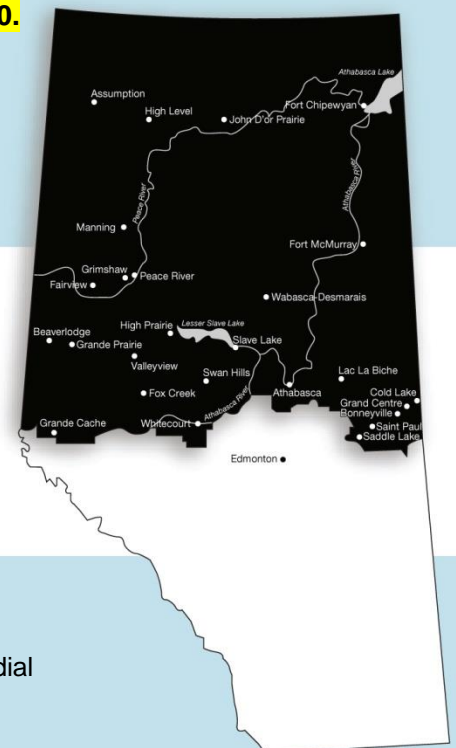 0.
Athabasca Lake
Assumption
Fort Chipewyan
High Level
John D'or Prairie
Peace River
Athabasca River
Manning
Fort McMurray
Grimshaw
Peace River
Fairview
Wabasca-Desmarais
Beaverlodge
High Prairie
Lesser Slave Lake
Grande Prairie
Slave Lake
Valleyview
Lac La Biche
Swan Hills
Athabasca
Cold Lake
Fox Creek
Grand Centre
Bonneyville
Athabasca River
Grande Cache
Whitecourt
Saint Paul
Saddle Lake
Edmonton
dial